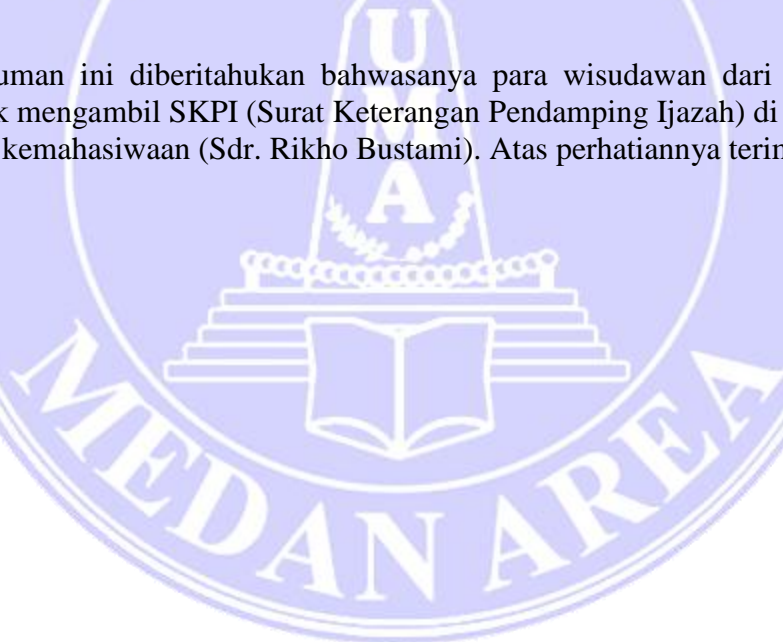 U
M
A
uman ini diberitahukan bahwasanya para wisudawan dari
k mengambil SKPI (Surat Keterangan Pendamping Ijazah) di
kemahasiwaan (Sdr. Rikho Bustami). Atas perhatiannya terin
MEDAN AREA